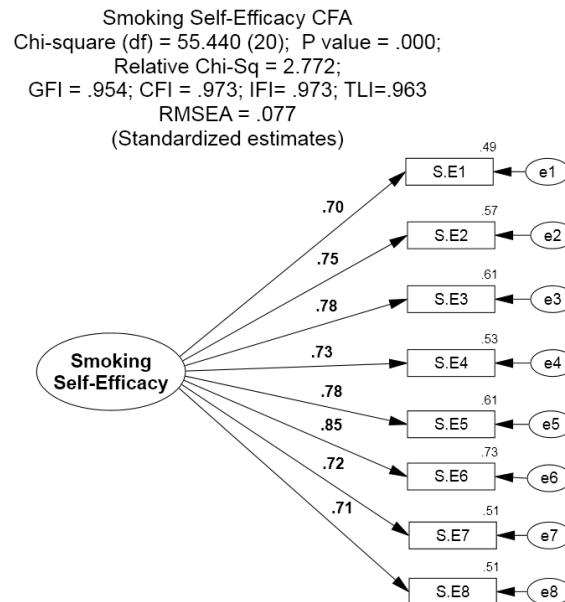 Smoking Self-Efficacy CFA
Chi-square (df) = 55.440 (20); P value = .000;
Relative Chi-Sq = 2.772;
GFI = .954; CFI = .973; IFI= .973; TLI=.963
RMSEA = .077
(Standardized estimates)
.49
S.E1
e1
.70
.57
S.E2
e2
.75
.61
S.E3
e3
.78
.53
S.E4
e4
.73
Smoking
Self-Efficacy
.61
S.E5
e5
.78
.73
S.E6
e6
.85
.51
S.E7
e7
.72
.51
S.E8
e8
.71